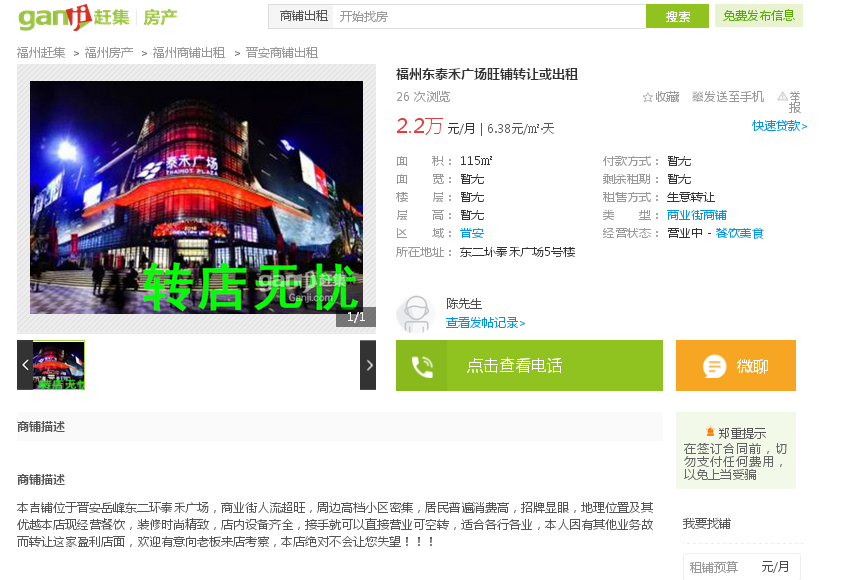 ganji 赶集 房产
商铺出租 开始找房 搜索 免费发布信息
福州赶集 > 福州房产 > 福州商铺出租 > 晋安商铺出租
福州东泰禾广场旺铺转让或出租
26 次浏览 收藏 发送至手机 举报
2.2万 元/月 | 6.38元/㎡·天 快速贷款>
面 积: 115㎡ 付款方式: 暂无
面 宽: 暂无 剩余租期: 暂无
楼 层: 暂无 租售方式: 生意转让
层 高: 暂无 类 型: 商业街商铺
区 域: 晋安 经营状态: 营业中 - 餐饮美食
所在地址: 东二环泰禾广场5号楼
泰禾广场
THAIHOT PLAZA
转店无忧
ganji 赶集
Ganji.com
1/1
陈先生
查看发帖记录>
转店无忧
点击查看电话 微聊
商铺描述
郑重提示
在签订合同前，切
勿支付任何费用，
以免上当受骗
商铺描述
本吉铺位于晋安岳峰东二环泰禾广场，商业街人流超旺，周边高档小区密集，居民普遍消费高，招牌显眼，地理位置及其
优越本店现经营餐饮，装修时尚精致，店内设备齐全，接手就可以直接营业可空转，适合各行各业，本人因有其他业务故
而转让这家盈利店面，欢迎有意向老板来店考察，本店绝对不会让您失望！！！
我要找铺
租铺预算 元/月